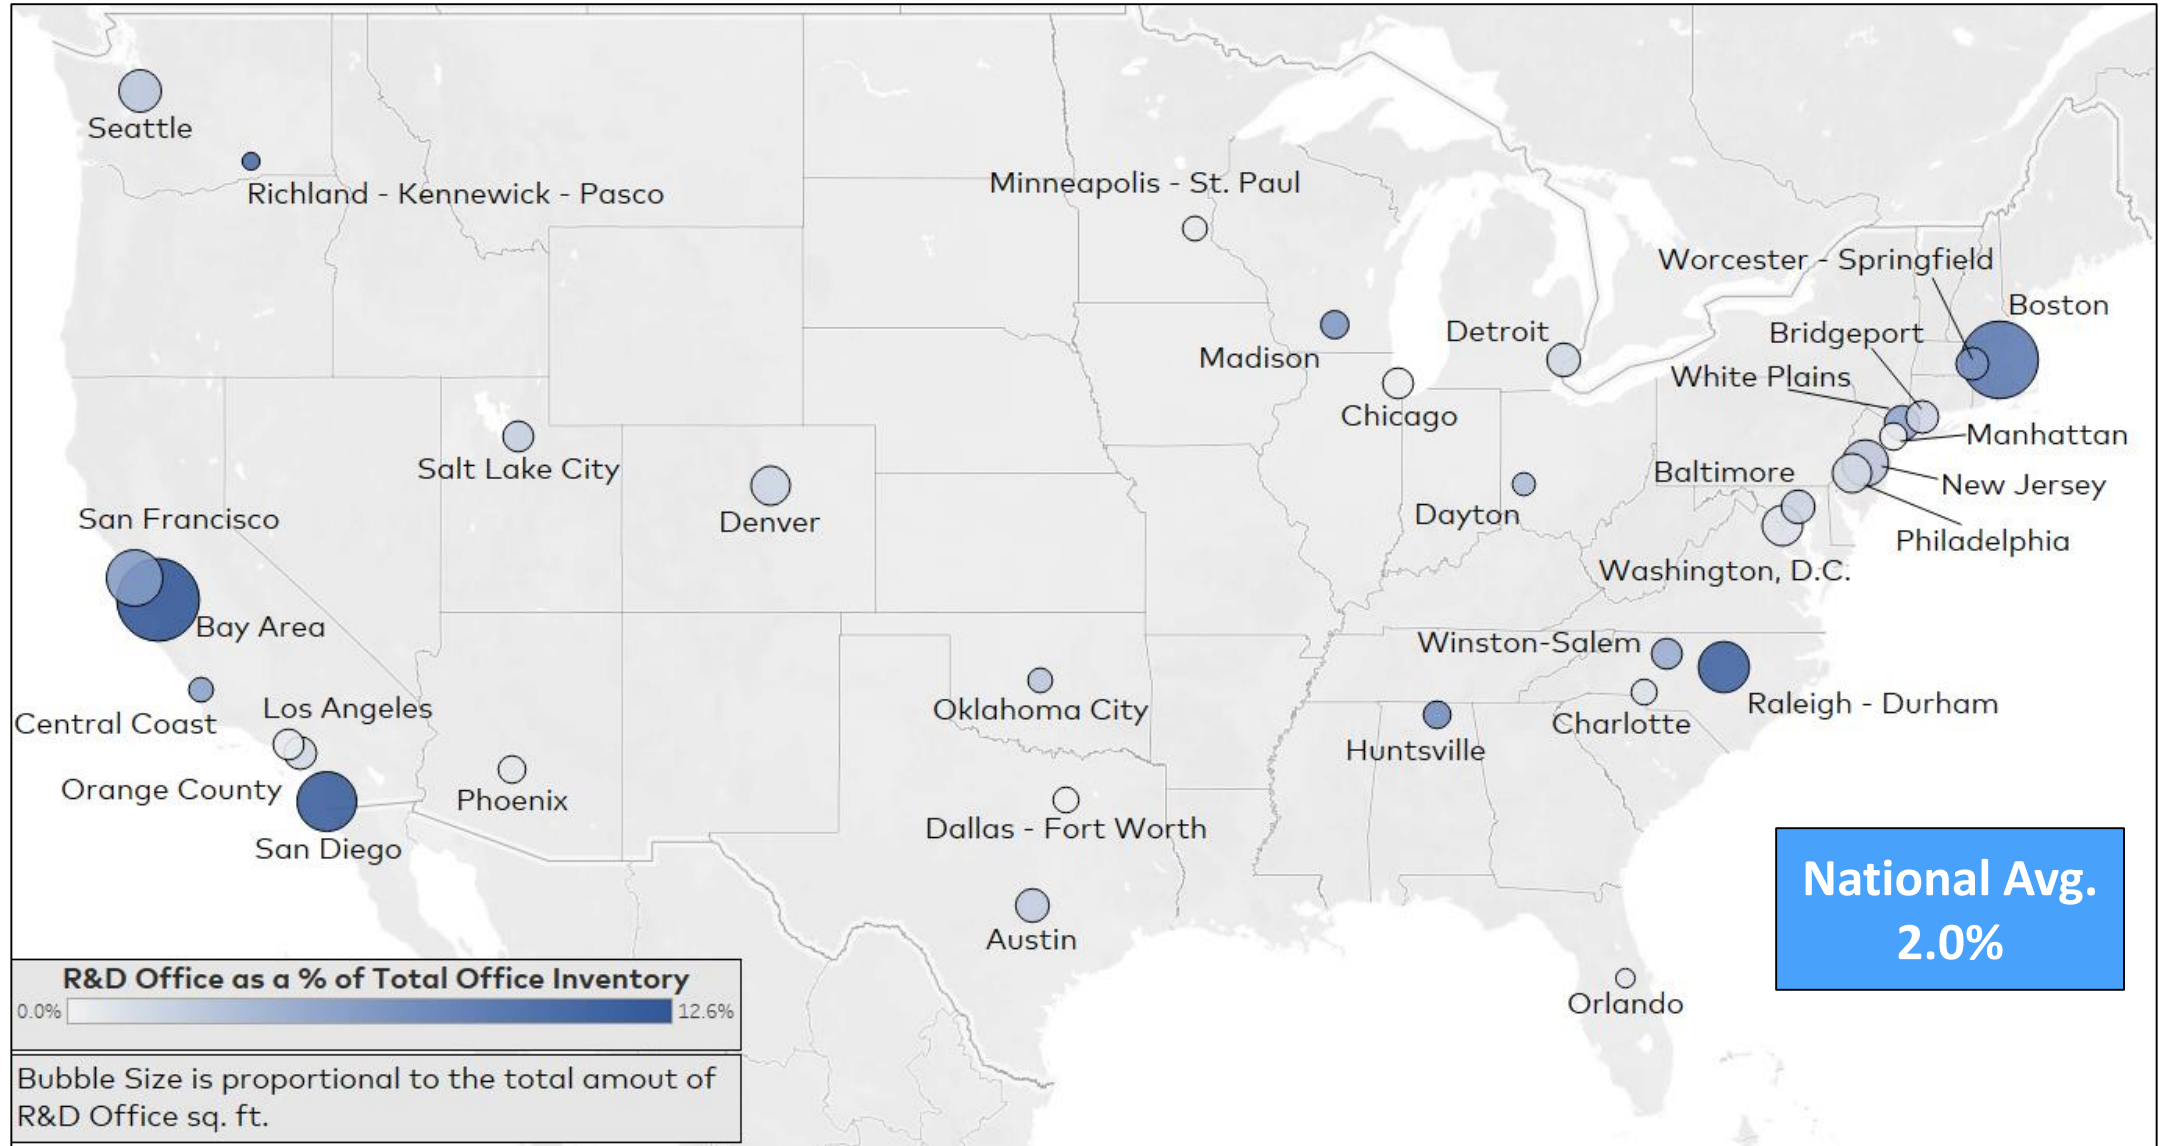 Seattle
Richland - Kennewick - Pasco
Minneapolis - St. Paul
Worcester - Springfield
Boston
Bridgeport
Detroit
Madison
White Plains
Chicago
Manhattan
Salt Lake City
Baltimore
New Jersey
Denver
Dayton
San Francisco
Philadelphia
Washington, D.C.
Bay Area
Winston-Salem
Los Angeles
Oklahoma City
Raleigh - Durham
Central Coast
Charlotte
Huntsville
Orange County
Phoenix
Dallas - Fort Worth
San Diego
National Avg.
2.0%
Austin
Orlando
R&D Office as a % of Total Office Inventory
0.0% 12.6%
Bubble Size is proportional to the total amout of
R&D Office sq. ft.